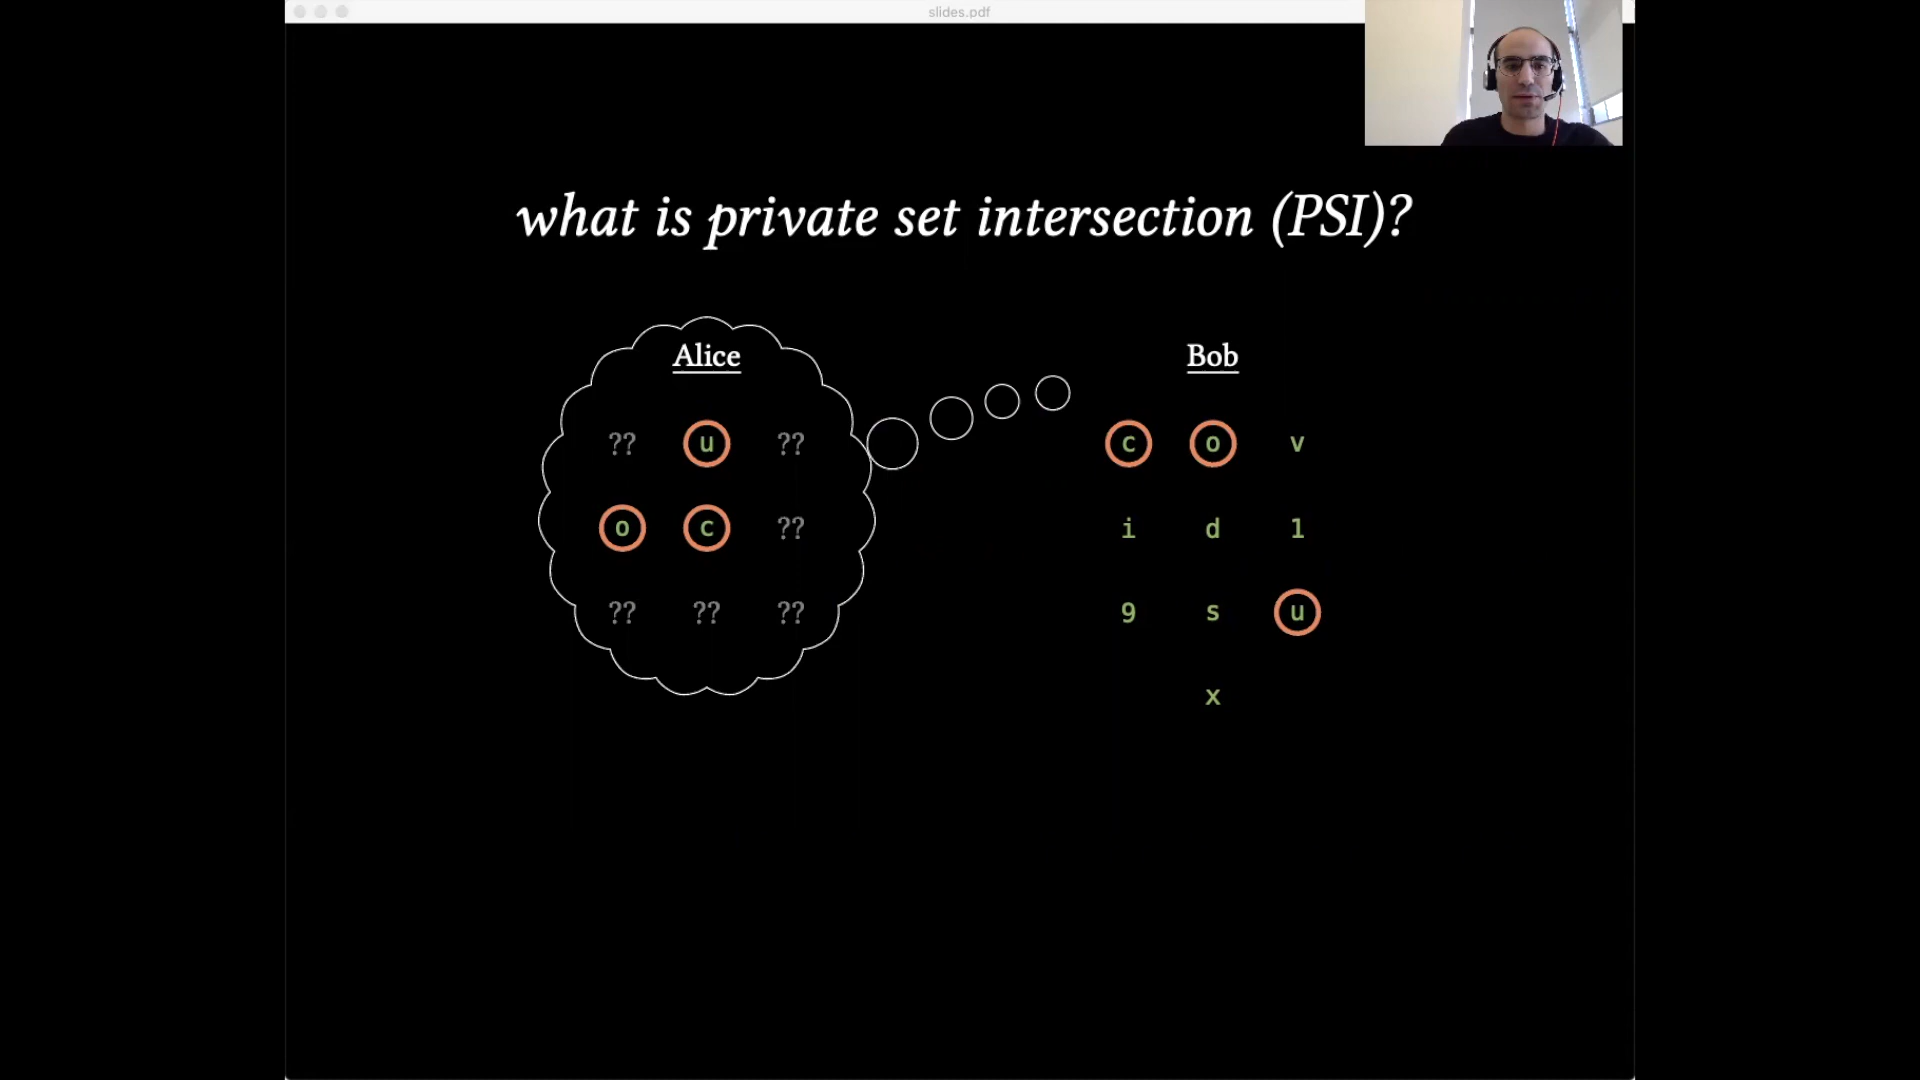 slides.pdf
what is private set intersection (PSI)?
Alice
?? u ??
o c ??
?? ?? ??
Bob
c o v
i d 1
9 s u
x